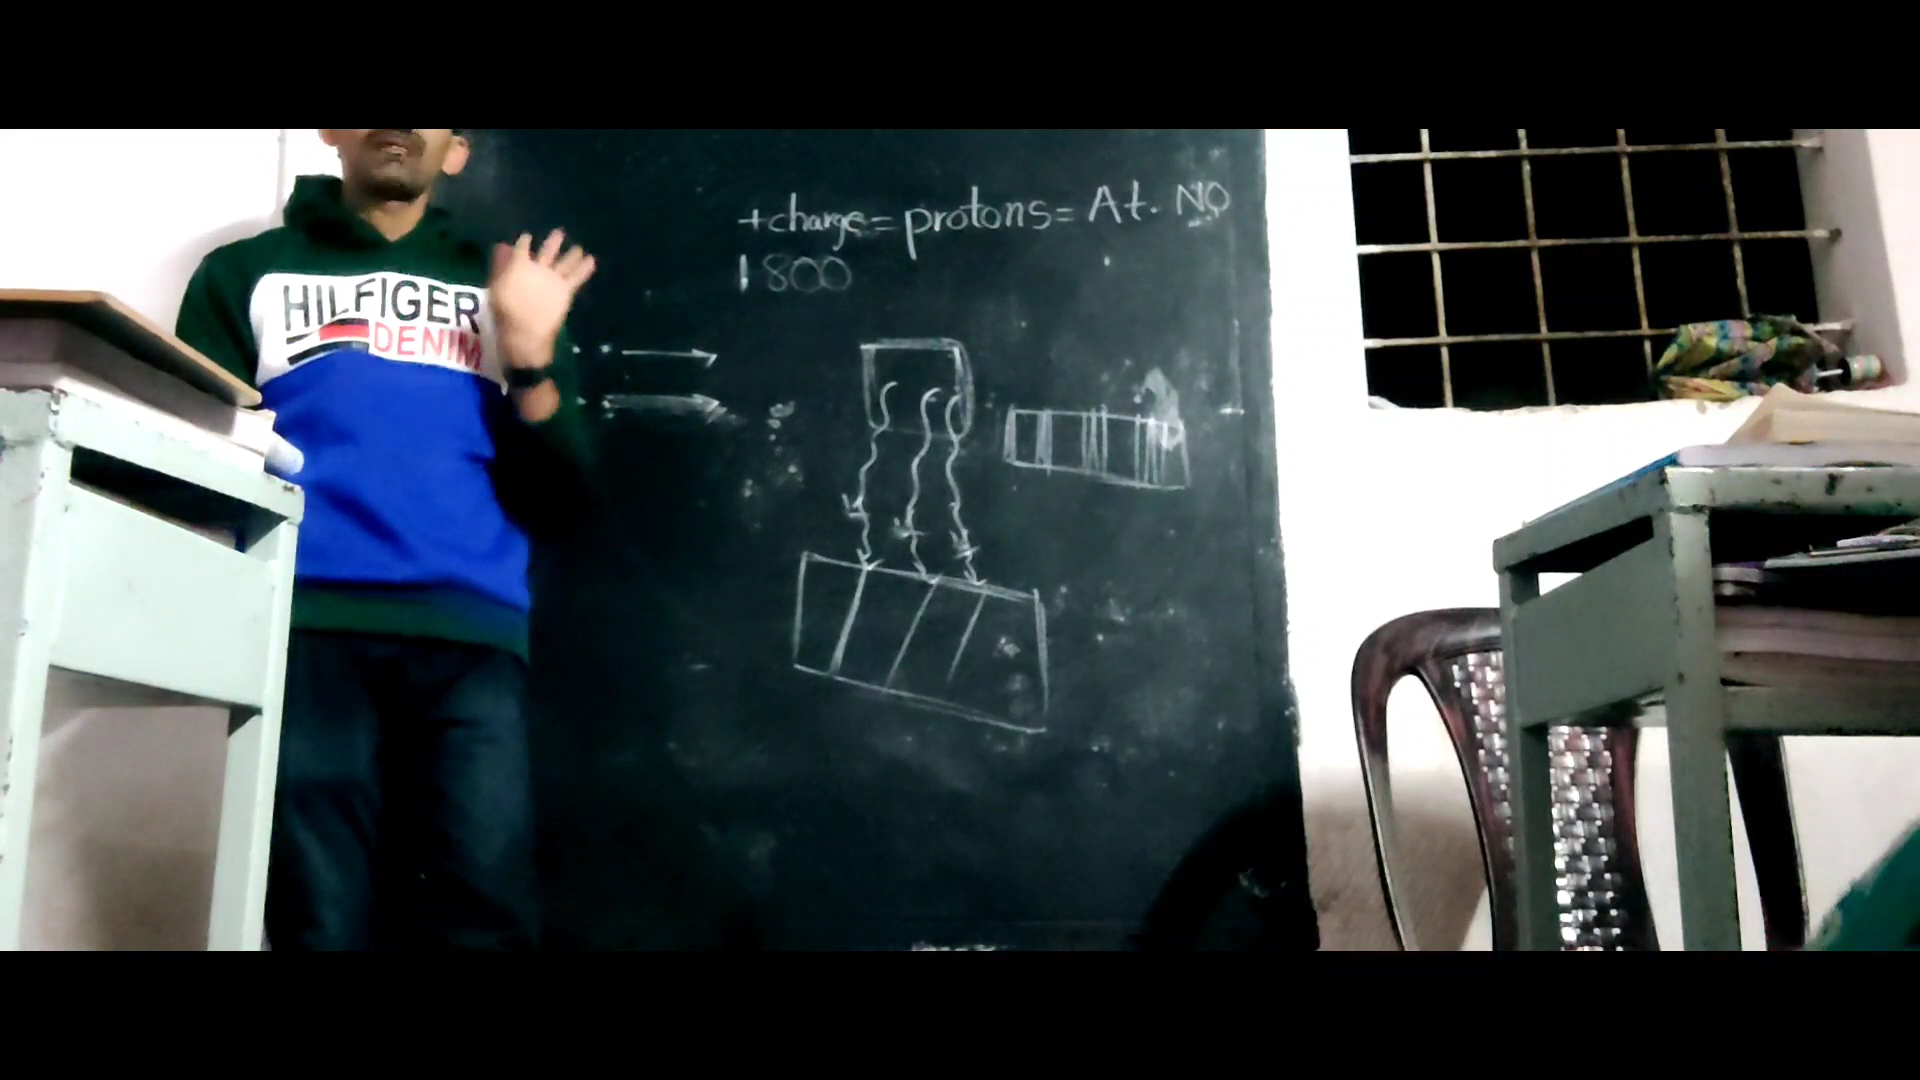 HILFIGER
DENIM
+charge = protons = At. NO
1800